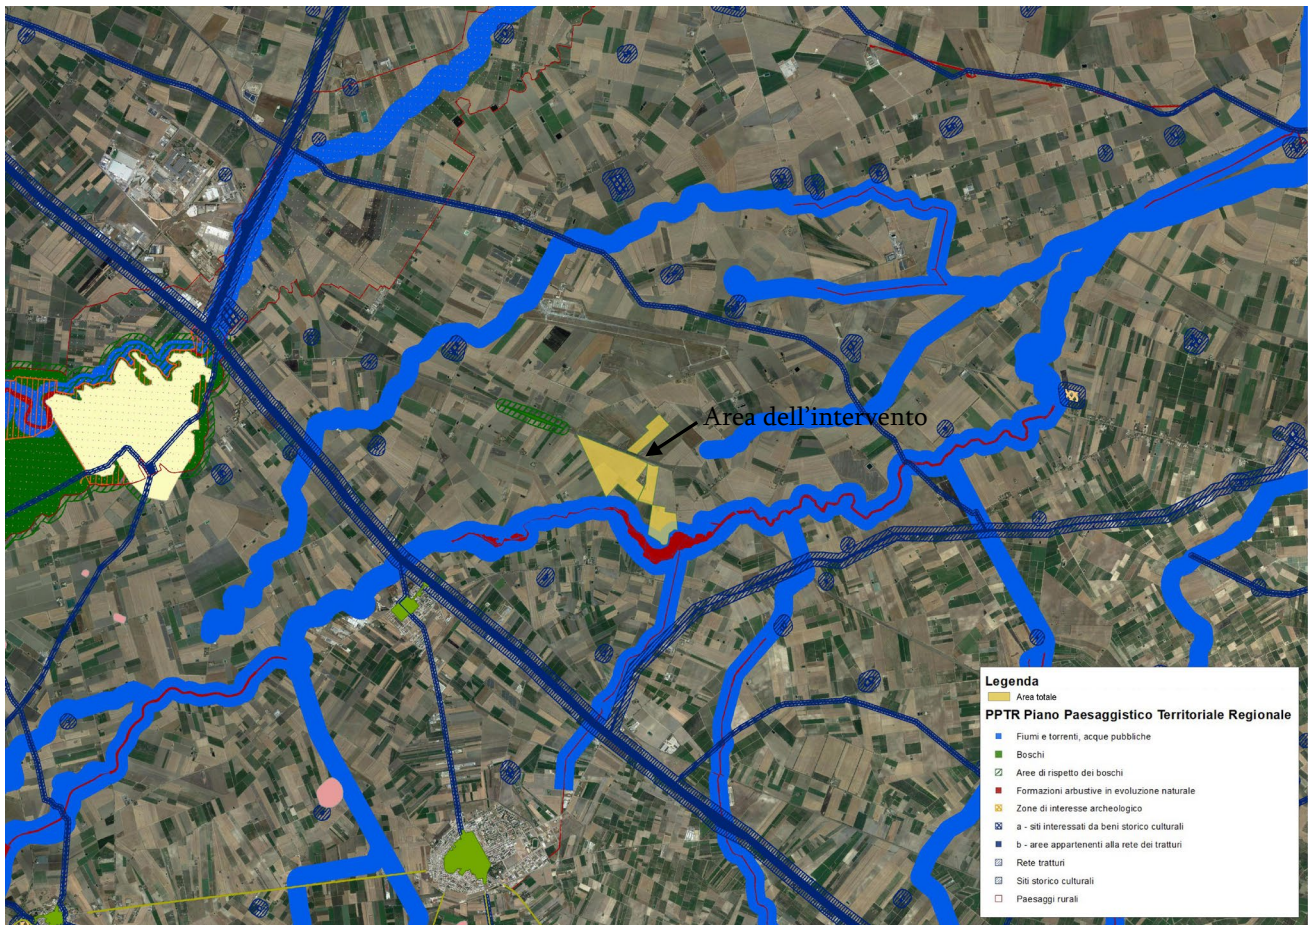 Area dell'intervento
Legenda
Area totale
PPTR Piano Paesaggistico Territoriale Regionale
Fiumi e torrenti, acque pubbliche
Boschi
Aree di rispetto dei boschi
Formazioni arbustive in evoluzione naturale
Zone di interesse archeologico
a - siti interessati da beni storico culturali
b - aree appartenenti alla rete dei tratturi
Rete tratturi
Siti storico culturali
Paesaggi rurali